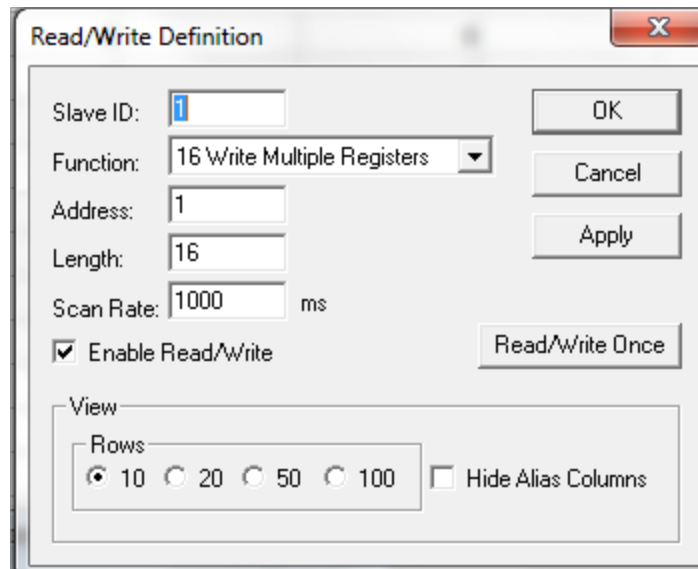 Read/Write Definition
Slave ID: 1
OK
Function: 16 Write Multiple Registers
Cancel
Address: 1
Apply
Length: 16
Scan Rate: 1000 ms
Enable Read/Write
Read/Write Once
View
Rows
10 20 50 100
Hide Alias Columns